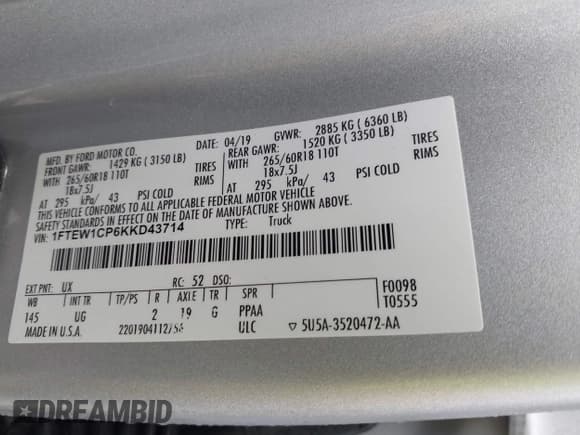 MFD. BY FORD MOTOR CO.
DATE: 04/19 GVWR: 2885 KG ( 6360 LB)
FRONT GAWR: 1429 KG ( 3150 LB) REAR GAWR: 1520 KG ( 3350 LB)
WITH 265/60R18 110T TIRES WITH 265/60R18 110T TIRES
18x7.5J RIMS 18x7.5J RIMS
AT 295 kPa/ 43 PSI COLD AT 295 kPa/ 43 PSI COLD
THIS VEHICLE CONFORMS TO ALL APPLICABLE FEDERAL MOTOR VEHICLE
SAFETY STANDARDS IN EFFECT ON THE DATE OF MANUFACTURE SHOWN ABOVE.
VIN: 1FTEW1CP6KKD43714 TYPE: Truck
EXT PNT: UX RC: 52 DSO: F0098
WB INT TR TP/PS R AXLE TR SPR T0555
145 UG 2 19 G PPAA
MADE IN U.S.A. ULC ▽ 5U5A-3520472-AA
DREAMBID